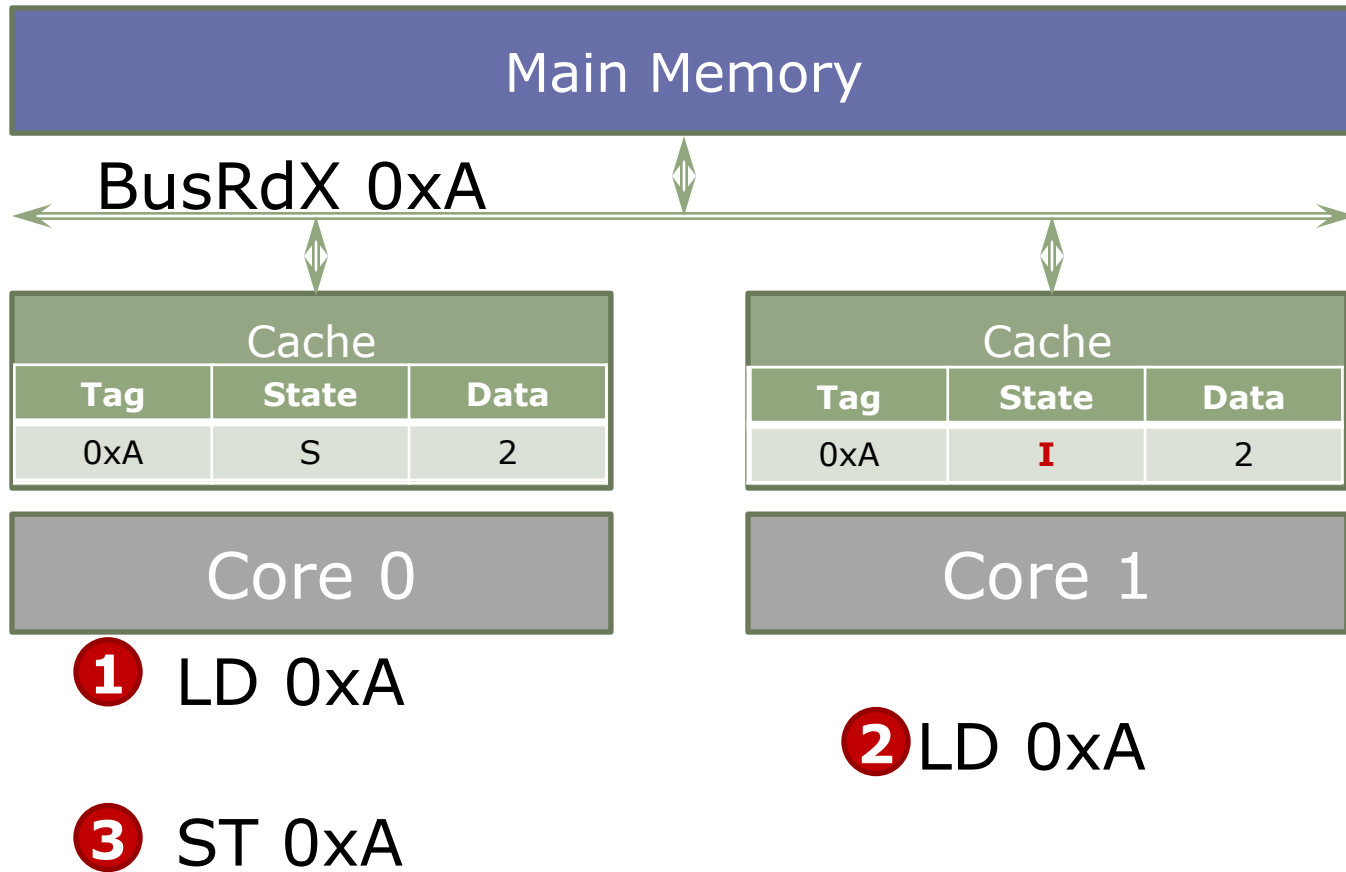 Main Memory
BusRdX 0xA
Cache
Tag State Data
0xA S 2
Cache
Tag State Data
0xA I 2
Core 0
Core 1
1 LD 0xA
2 LD 0xA
3 ST 0xA